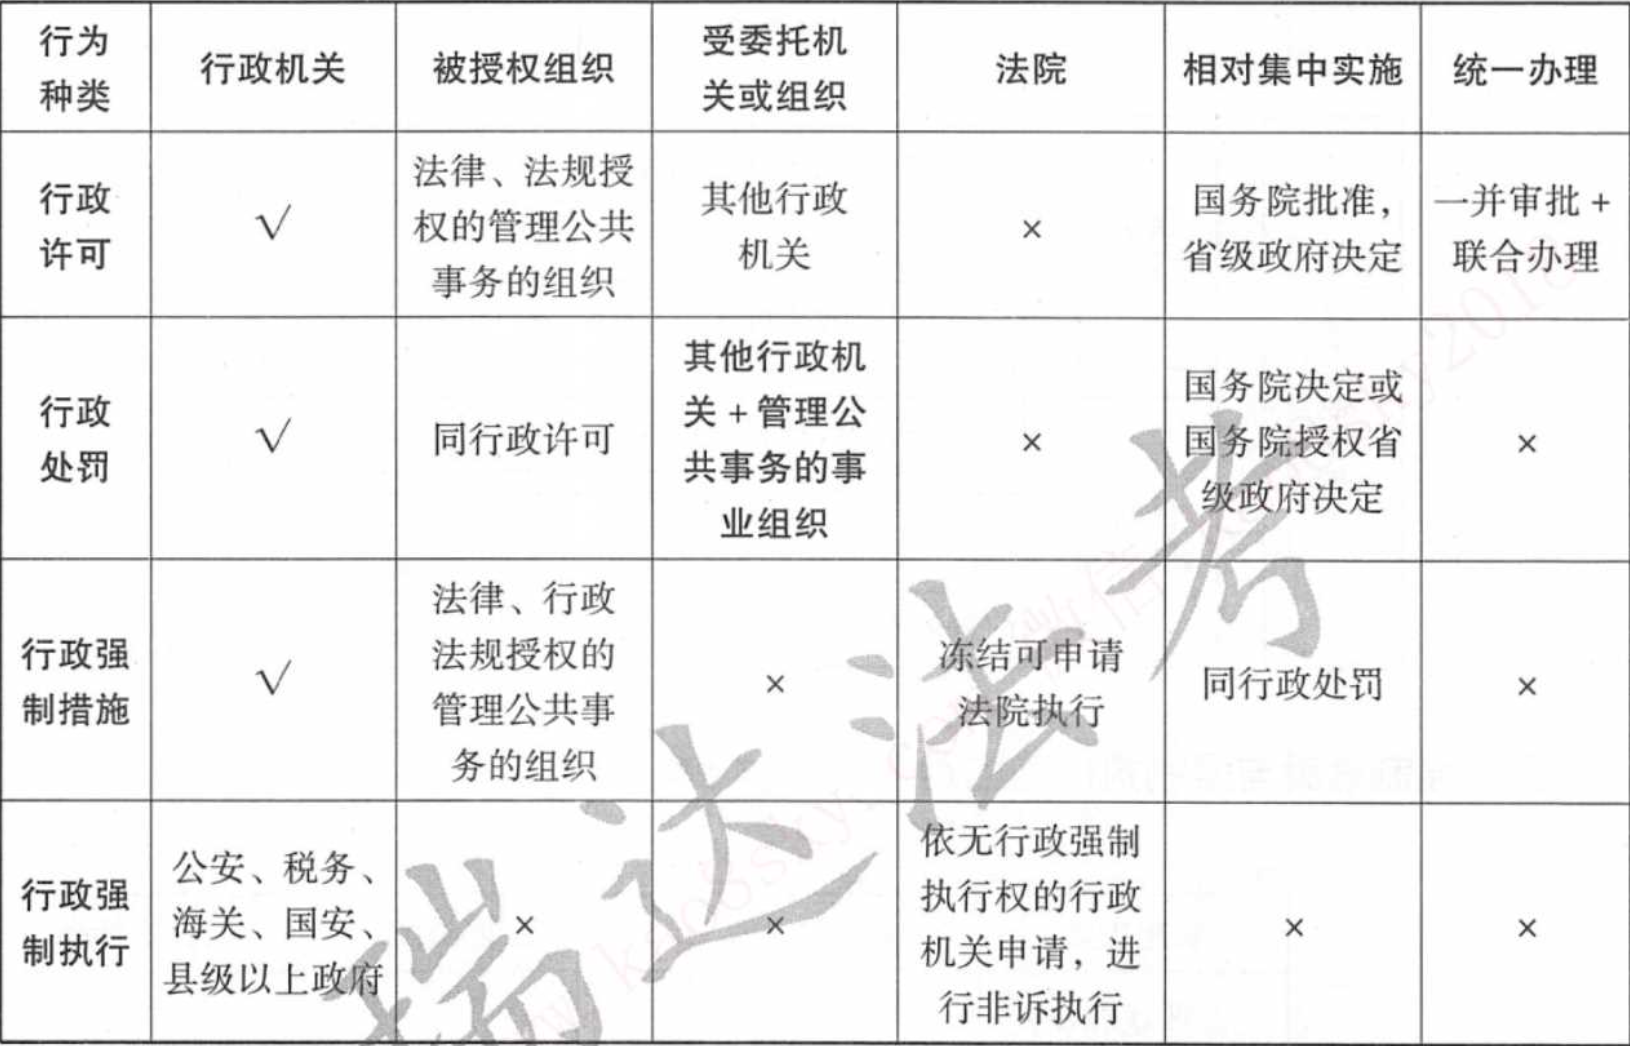 行为
种类
行政机关
被授权组织
受委托机
关或组织
法院
相对集中实施
统一办理
行政
许可
√
法律、法规授
权的管理公共
事务的组织
其他行政
机关
×
国务院批准，
省级政府决定
一并审批+
联合办理
行政
处罚
√
同行政许可
其他行政机
关+管理公
共事务的事
业组织
×
国务院决定或
国务院授权省
级政府决定
×
行政强
制措施
√
法律、行政
法规授权的
管理公共事
务的组织
×
冻结可申请
法院执行
同行政处罚
×
行政强
制执行
公安、税务、
海关、国安、
县级以上政府
×
×
依无行政强制
执行权的行政
机关申请，进
行非诉执行
×
×
瑞达法考